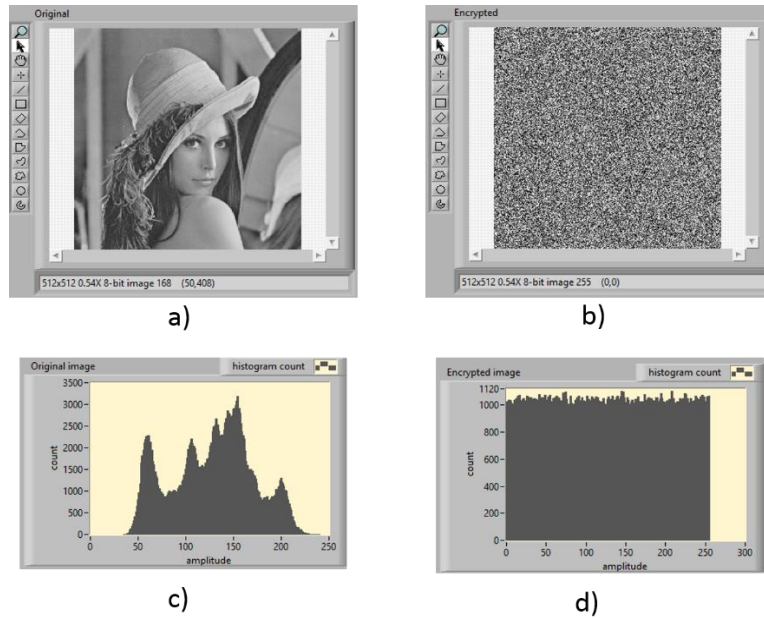 Original
512x512 0.54X 8-bit image 168 (50,408)
a)
Encrypted
512x512 0.54X 8-bit image 255 (0,0)
b)
Original image
histogram count
3500
3000
2500
2000
1500
1000
500
0
count
0 50 100 150 200 250
amplitude
c)
Encrypted image
histogram count
1120
1000
800
600
400
200
0
count
0 50 100 150 200 250 300
amplitude
d)